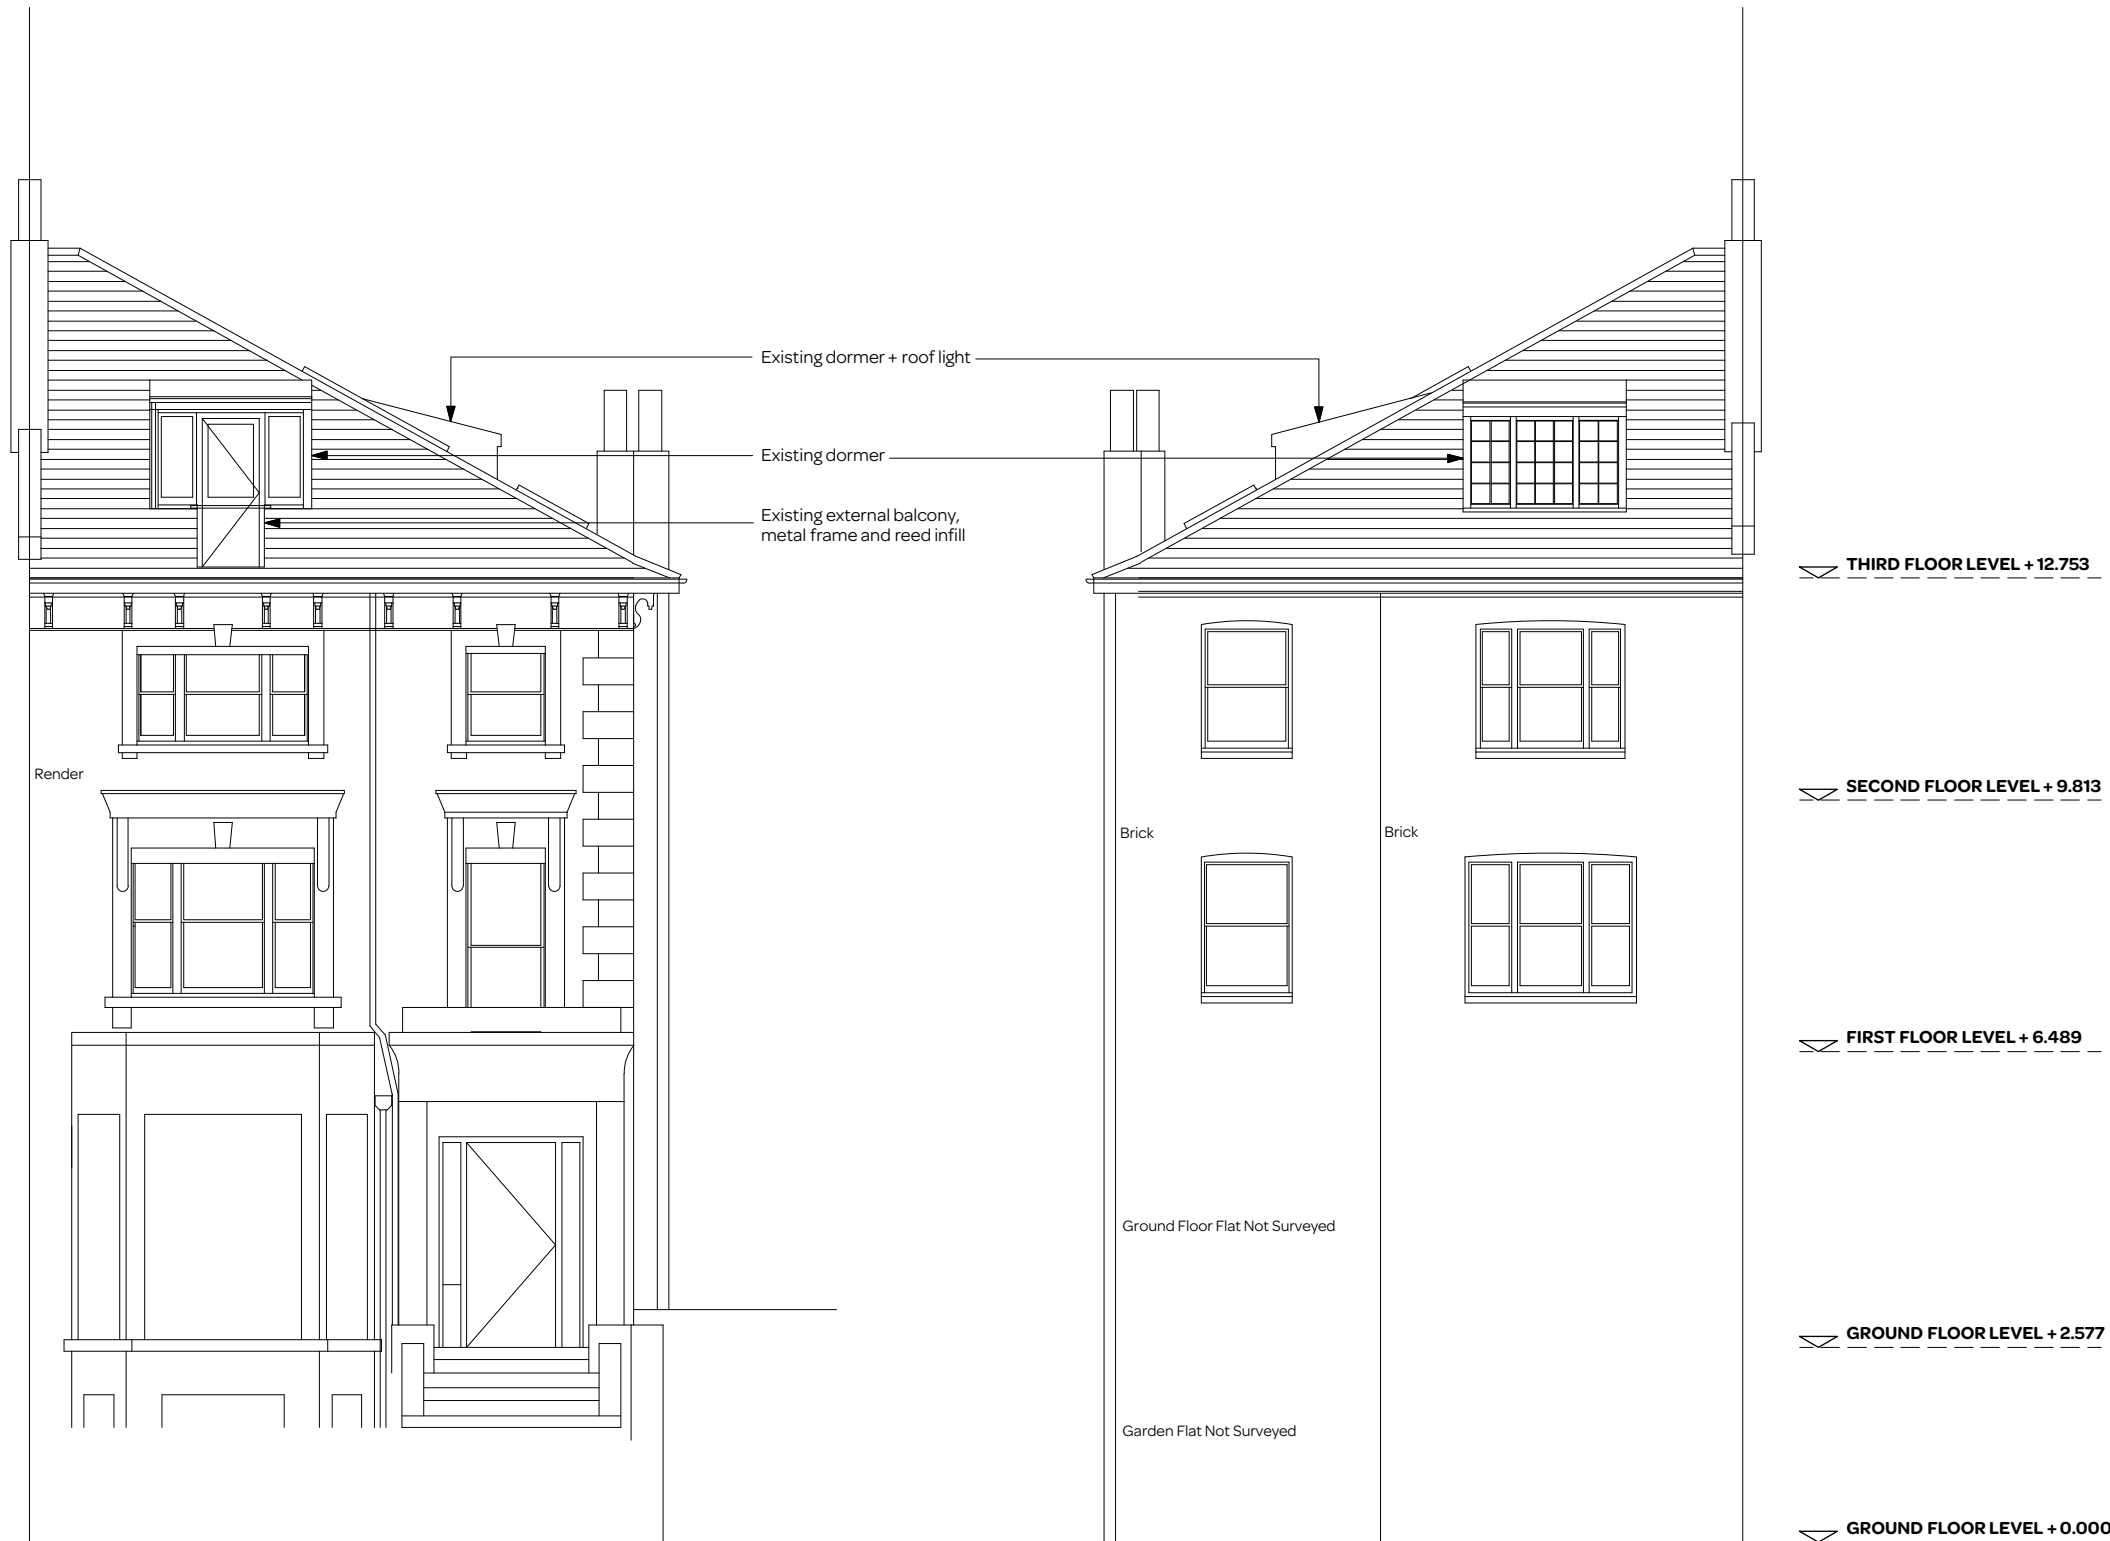 Existing dormer + roof light
Existing dormer
Existing external balcony,
metal frame and reed infill
THIRD FLOOR LEVEL + 12.753
Render
SECOND FLOOR LEVEL + 9.813
Brick
Brick
FIRST FLOOR LEVEL + 6.489
Ground Floor Flat Not Surveyed
GROUND FLOOR LEVEL + 2.577
Garden Flat Not Surveyed
GROUND FLOOR LEVEL + 0.000